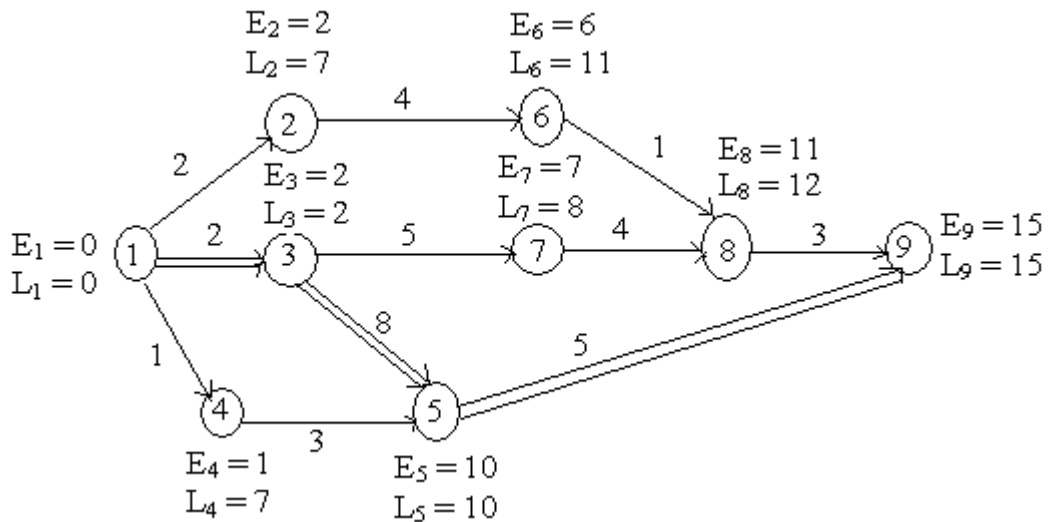 E₂ = 2
L₂ = 7
E₆ = 6
L₆ = 11
4
2
6
2
1
E₃ = 2
L₃ = 2
E₇ = 7
L₇ = 8
E₈ = 11
L₈ = 12
E₁ = 0
L₁ = 0
1
2
3
5
7
4
8
3
9
E₉ = 15
L₉ = 15
8
5
1
4
3
5
E₄ = 1
L₄ = 7
E₅ = 10
L₅ = 10